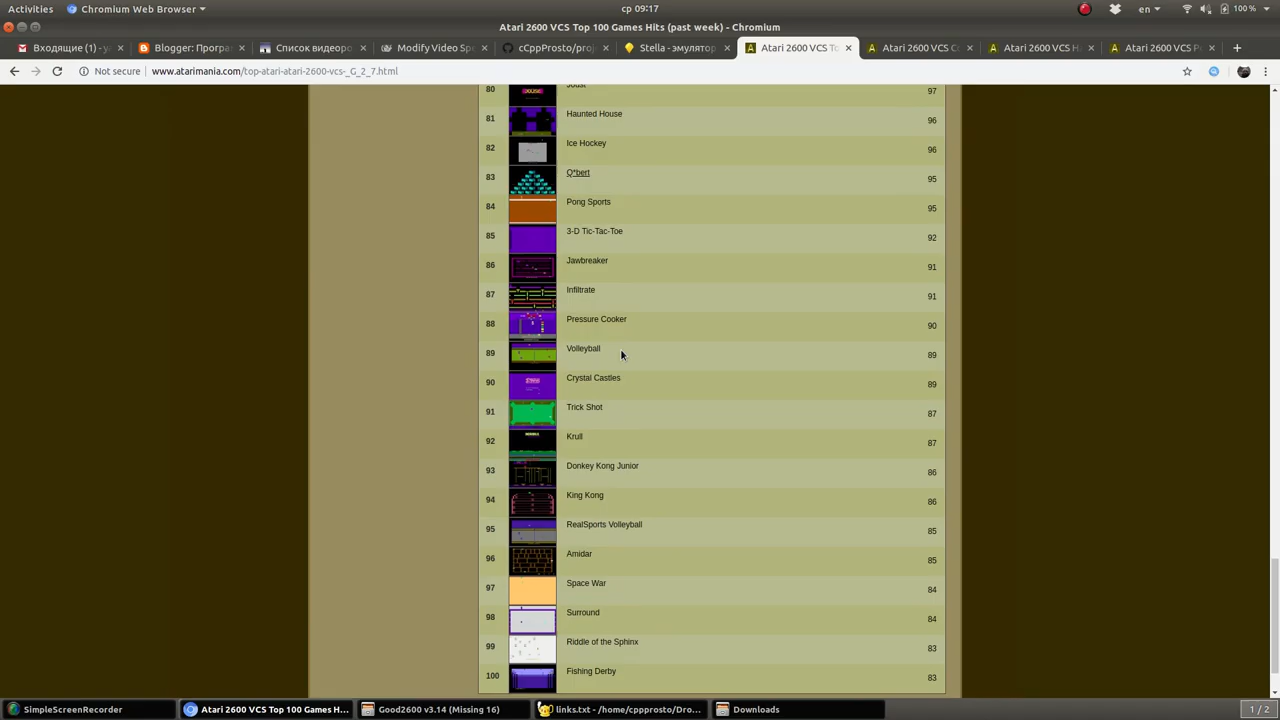 Activities Chromium Web Browser ср 09:17 en 100 %
Atari 2600 VCS Top 100 Games Hits (past week) - Chromium
Входящие (1) - y Blogger: Програ Список видеоро Modify Video Spe cCppProsto/proj Stella - эмулятор Atari 2600 VCS To Atari 2600 VCS C Atari 2600 VCS H Atari 2600 VCS P
Not secure www.atarimania.com/top-atari-atari-2600-vcs-_G_2_7.html
80 Joust 97
81 Haunted House 96
82 Ice Hockey 96
83 Q*bert 95
84 Pong Sports 95
85 3-D Tic-Tac-Toe 92
86 Jawbreaker 91
87 Infiltrate 91
88 Pressure Cooker 90
89 Volleyball 89
90 Crystal Castles 89
91 Trick Shot 87
92 Krull 87
93 Donkey Kong Junior 86
94 King Kong 86
95 RealSports Volleyball 85
96 Amidar 85
97 Space War 84
98 Surround 84
99 Riddle of the Sphinx 83
100 Fishing Derby 83
SimpleScreenRecorder Atari 2600 VCS Top 100 Games H... Good2600 v3.14 (Missing 16) links.txt - /home/cppprosto/Dro... Downloads 1 / 2